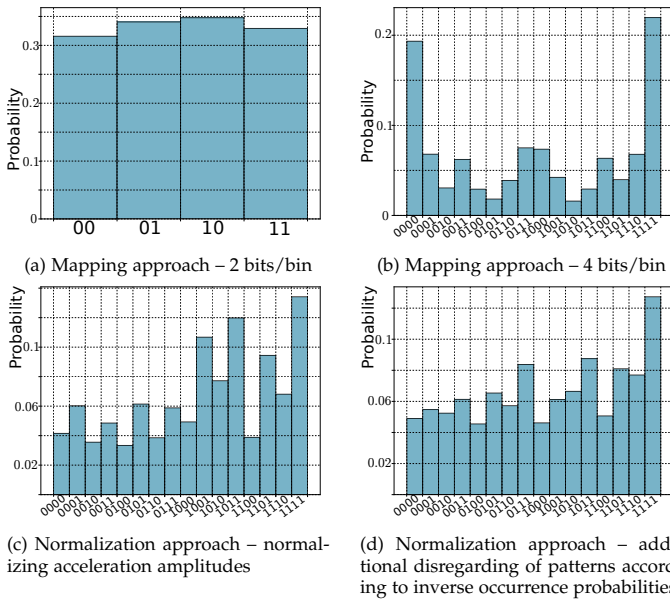 Probability
0.3
0.3
0.1
0
00 01 10 11
(a) Mapping approach – 2 bits/bin
Probability
0.2
0.1
0
0000 0001 0010 0011 0100 0101 0110 0111 1000 1001 1010 1011 1100 1101 1110 1111
(b) Mapping approach – 4 bits/bin
Probability
0.1
0.06
0.02
0000 0001 0010 0011 0100 0101 0110 0111 1000 1001 1010 1011 1100 1101 1110 1111
(c) Normalization approach – normal-
izing acceleration amplitudes
Probability
0.1
0.06
0.02
0000 0001 0010 0011 0100 0101 0110 0111 1000 1001 1010 1011 1100 1101 1110 1111
(d) Normalization approach – addi-
tional disregarding of patterns accord-
ing to inverse occurrence probabilities